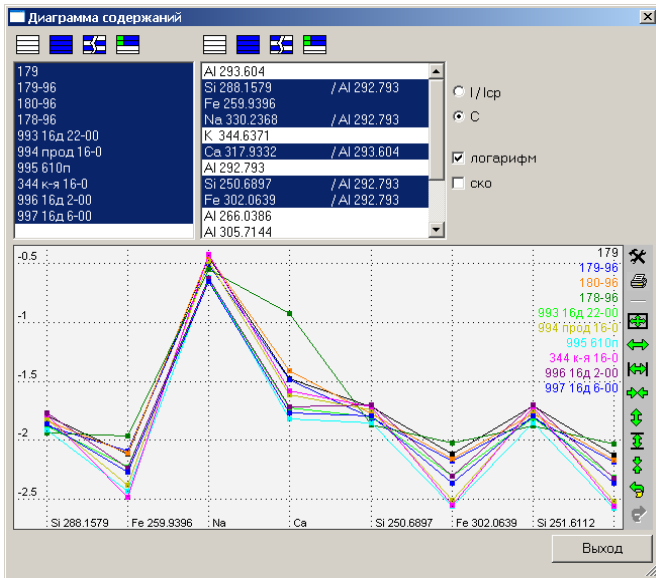 Диаграмма содержаний
179
179-96
180-96
178-96
993 16д 22-00
994 прод 16-0
995 610п
344 к-я 16-0
996 16д 2-00
997 16д 6-00
Al 293.604
Si 288.1579 / Al 292.793
Fe 259.9396
Na 330.2368 / Al 292.793
K 344.6371
Ca 317.9332 / Al 293.604
Al 292.793
Si 250.6897 / Al 292.793
Fe 302.0639 / Al 292.793
Al 266.0386
Al 305.7144
I / Iср
C
логарифм
ско
-0.5
-1
-1.5
-2
-2.5
179
179-96
180-96
178-96
993 16д 22-00
994 прод 16-0
995 610п
344 к-я 16-0
996 16д 2-00
997 16д 6-00
Si 288.1579 Fe 259.9396 Na Ca Si 250.6897 Fe 302.0639 Si 251.6112
Выход